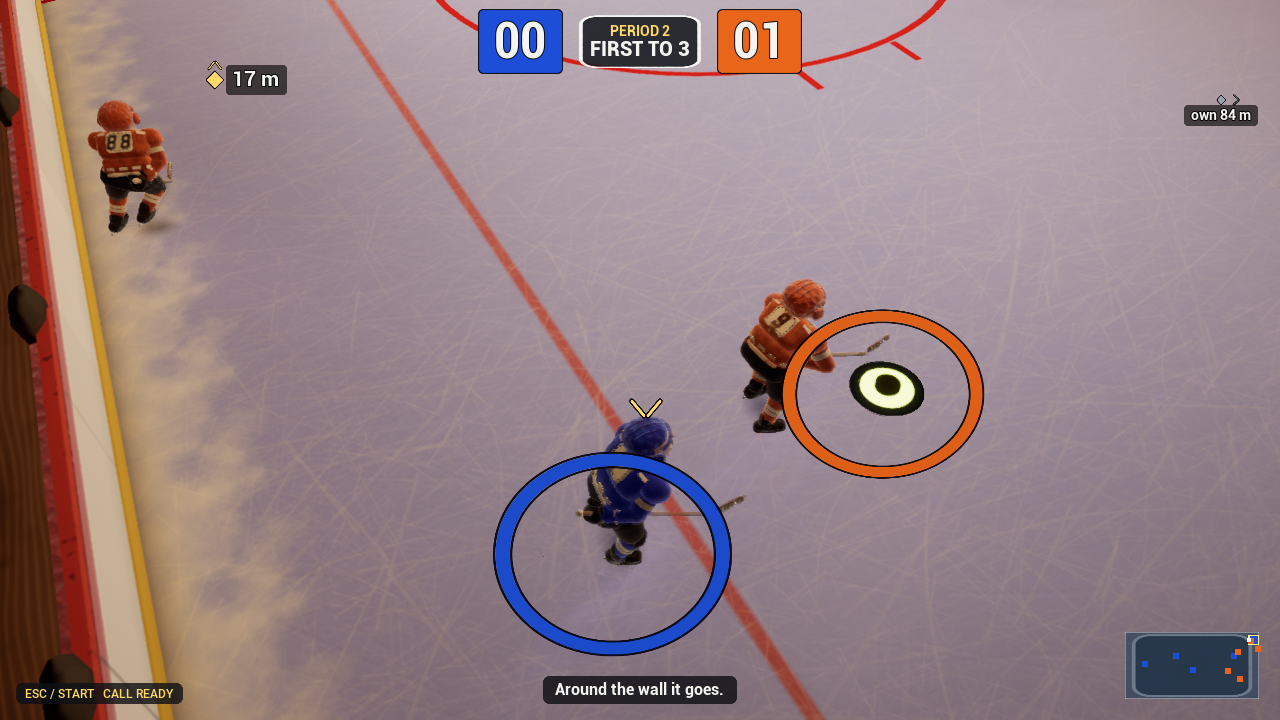 00
PERIOD 2
FIRST TO 3
01
17 m
own 84 m
88
19
Around the wall it goes.
ESC / START CALL READY